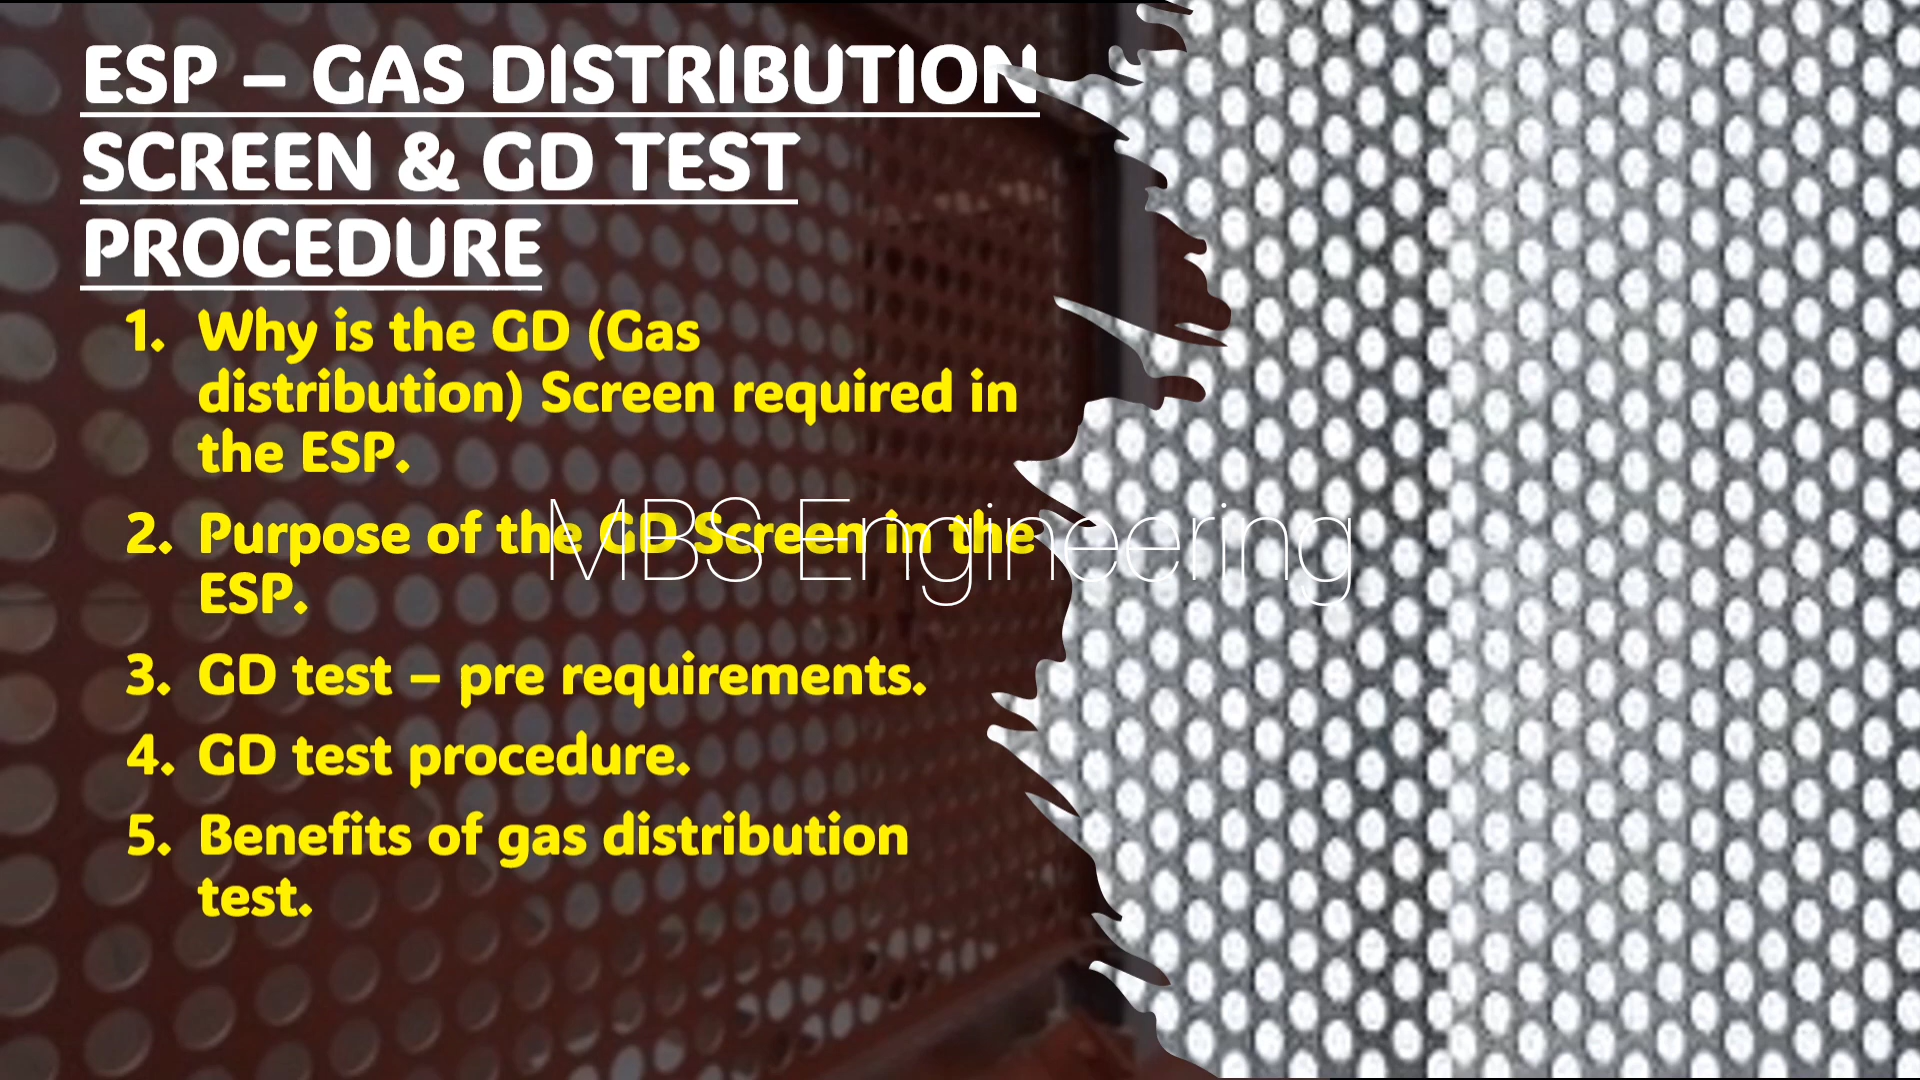 ESP – GAS DISTRIBUTION
SCREEN & GD TEST
PROCEDURE
1. Why is the GD (Gas
distribution) Screen required in
the ESP.
2. Purpose of the GD Screen in the
ESP.
MBS Engineering
3. GD test – pre requirements.
4. GD test procedure.
5. Benefits of gas distribution
test.